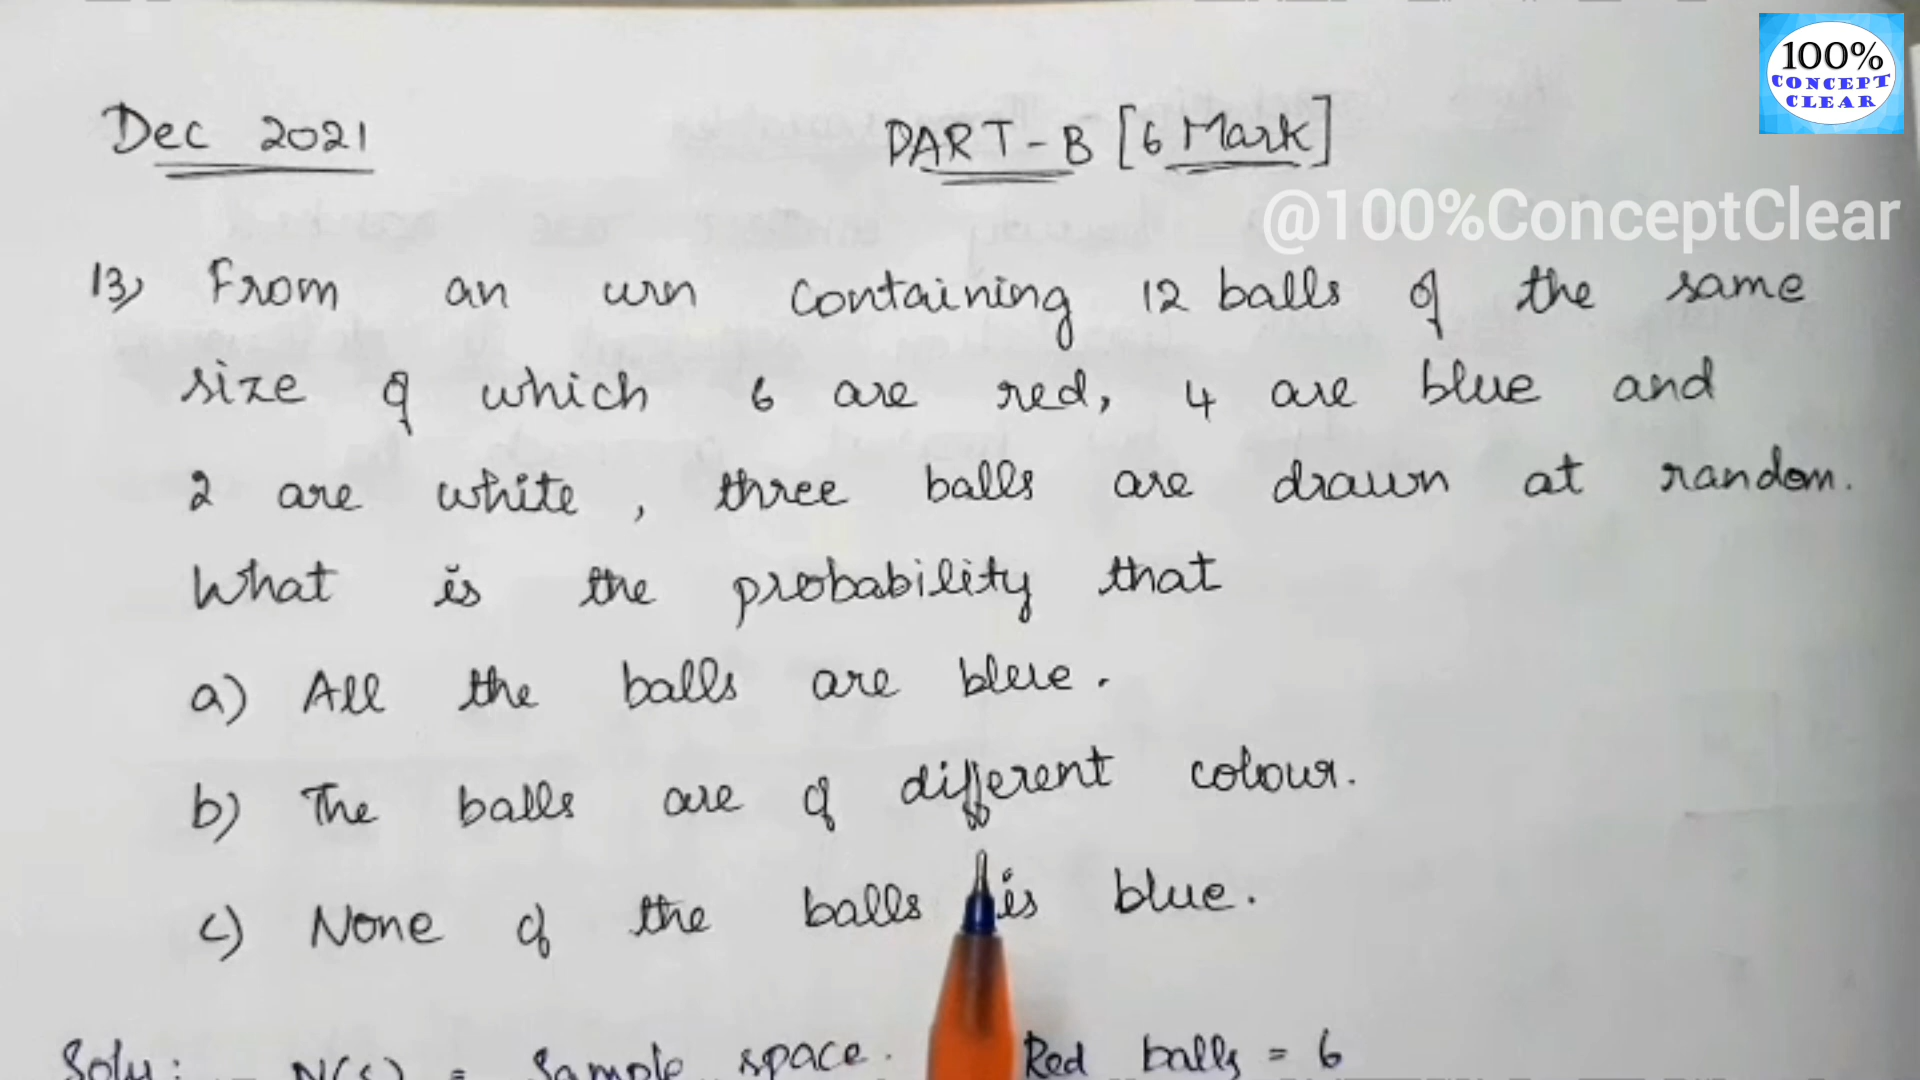 100%
CONCEPT
CLEAR
Dec 2021 PART-B [6 Mark]
@100%ConceptClear
13) From an urn containing 12 balls of the same
size of which 6 are red, 4 are blue and
2 are white, three balls are drawn at random.
What is the probability that
a) All the balls are blue.
b) The balls are of different colour.
c) None of the balls is blue.
Soln: N(S) = Sample space. Red balls = 6